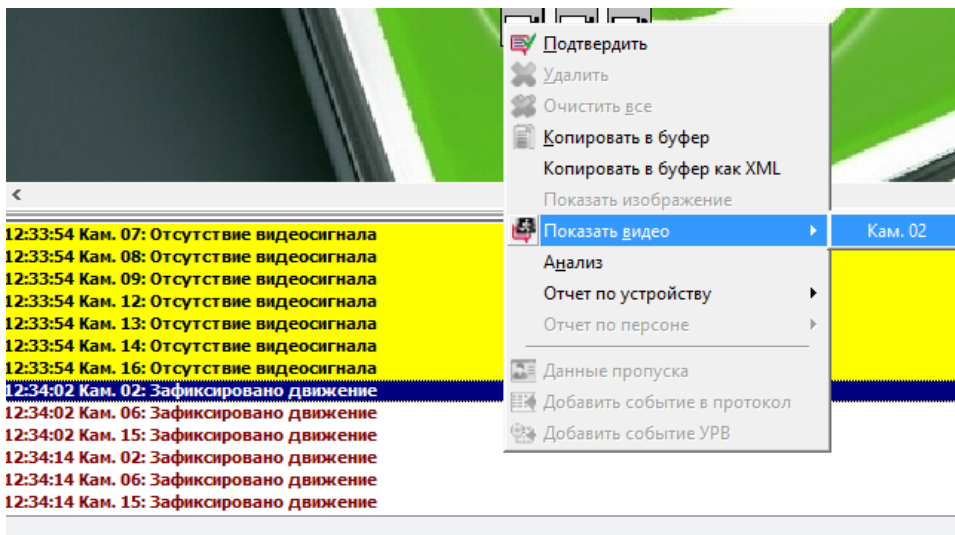 Подтвердить
Удалить
Очистить все
Копировать в буфер
Копировать в буфер как XML
Показать изображение
Показать видео
Кам. 02
Анализ
Отчет по устройству
Отчет по персоне
Данные пропуска
Добавить событие в протокол
Добавить событие УРВ
12:33:54 Кам. 07: Отсутствие видеосигнала
12:33:54 Кам. 08: Отсутствие видеосигнала
12:33:54 Кам. 09: Отсутствие видеосигнала
12:33:54 Кам. 12: Отсутствие видеосигнала
12:33:54 Кам. 13: Отсутствие видеосигнала
12:33:54 Кам. 14: Отсутствие видеосигнала
12:33:54 Кам. 16: Отсутствие видеосигнала
12:34:02 Кам. 02: Зафиксировано движение
12:34:02 Кам. 06: Зафиксировано движение
12:34:02 Кам. 15: Зафиксировано движение
12:34:14 Кам. 02: Зафиксировано движение
12:34:14 Кам. 06: Зафиксировано движение
12:34:14 Кам. 15: Зафиксировано движение